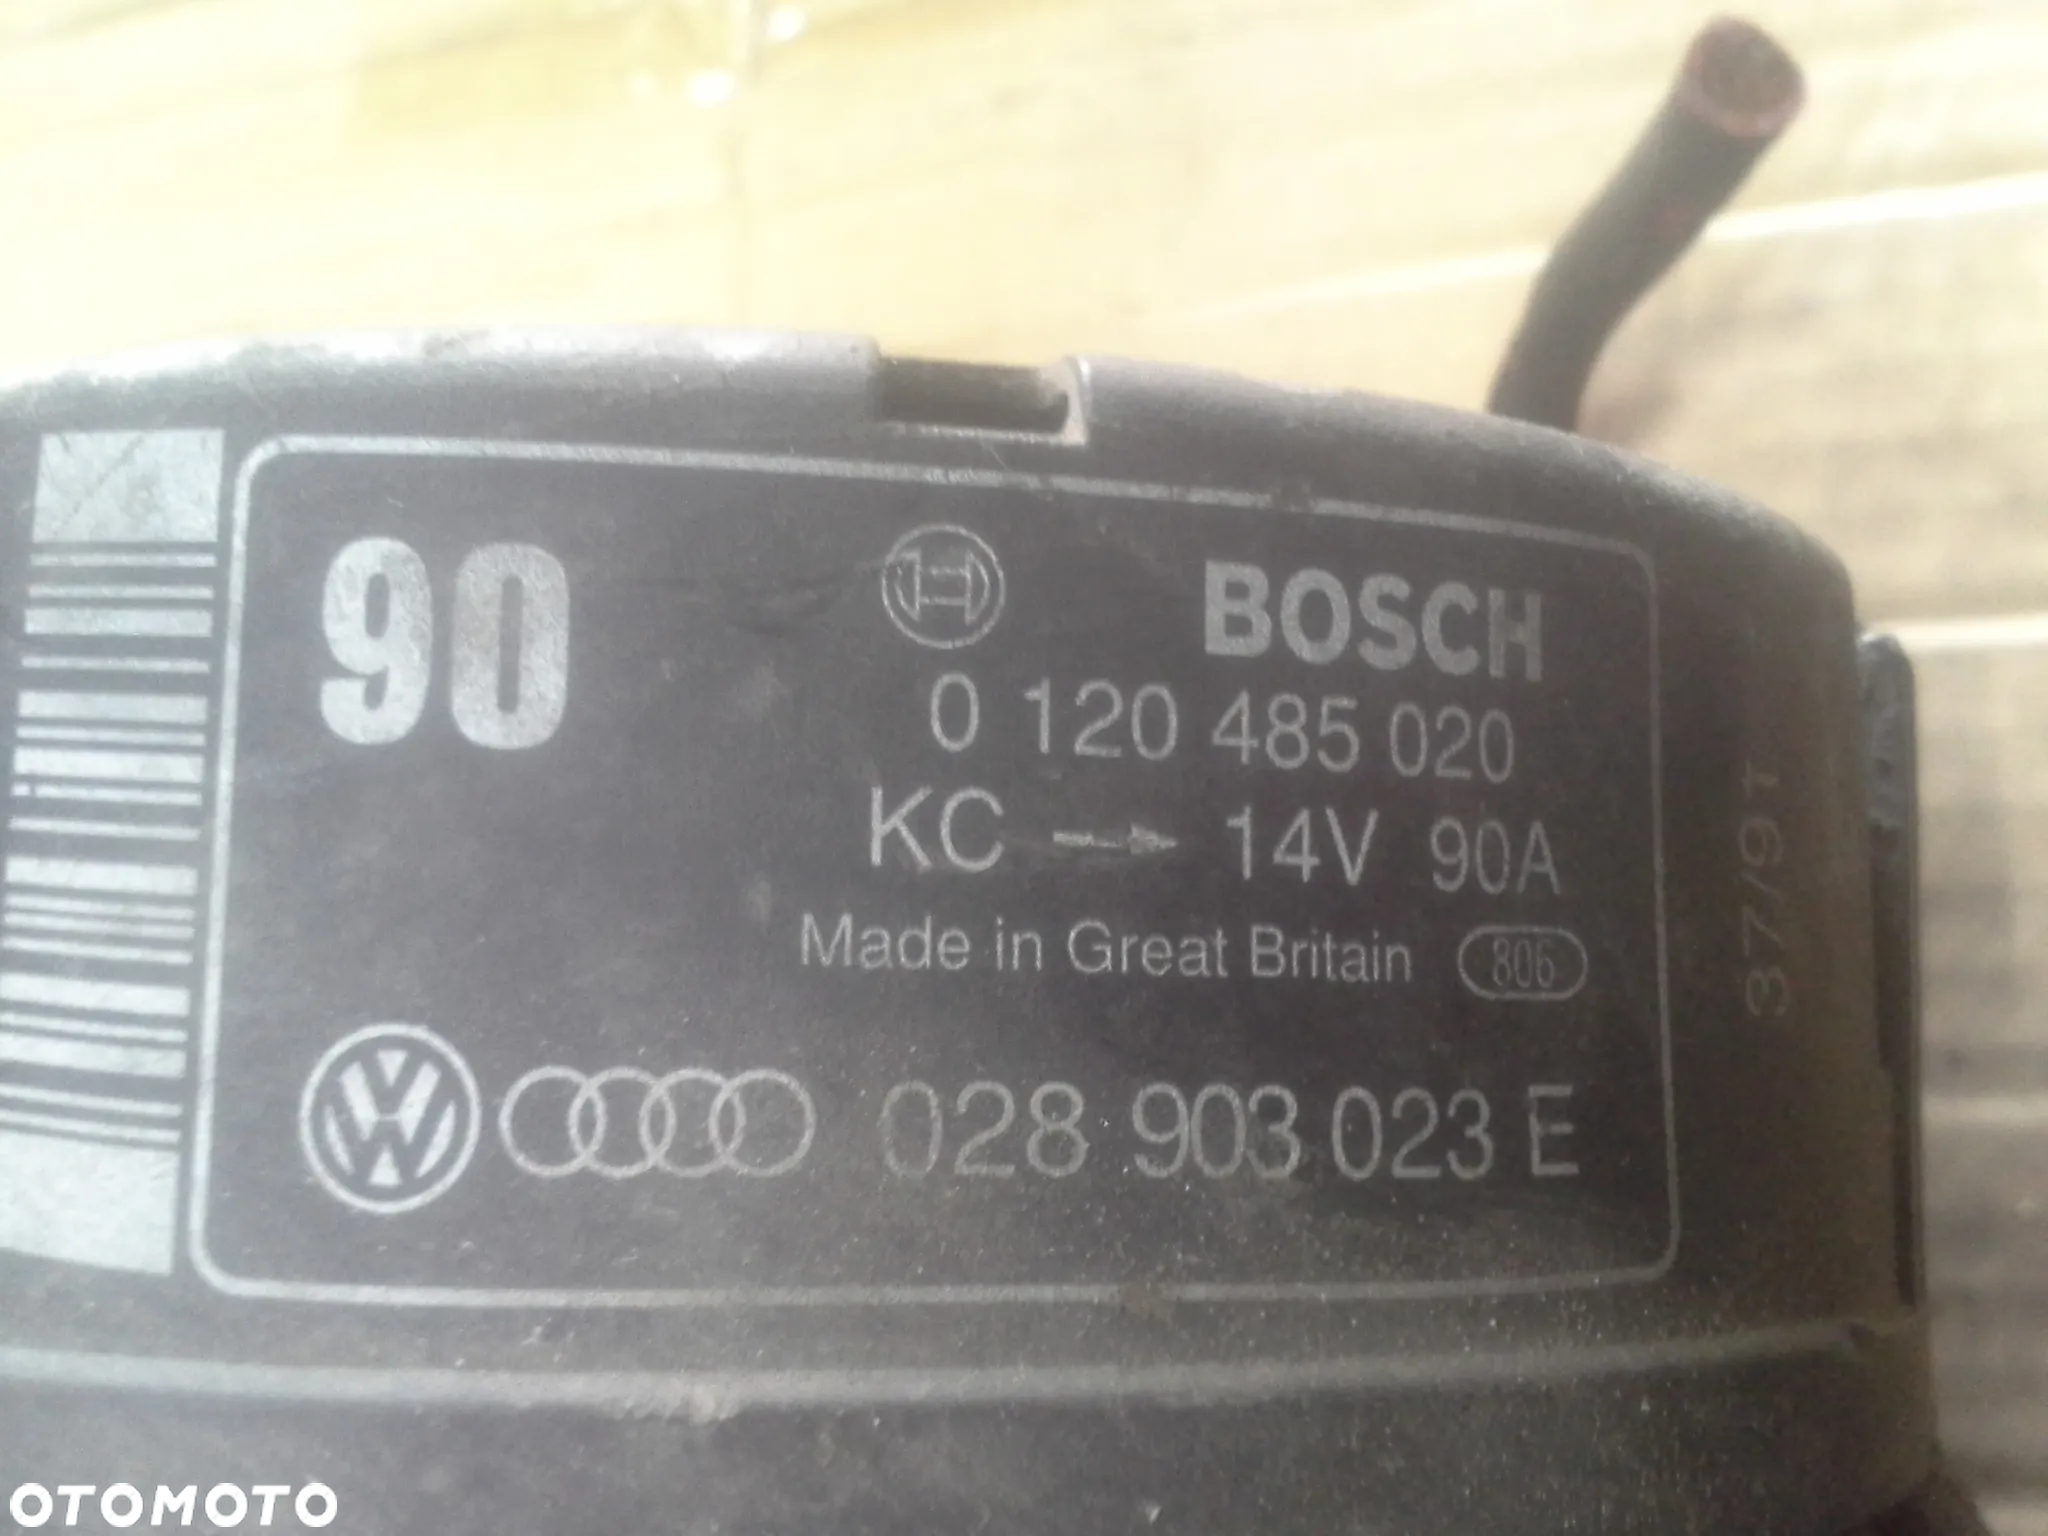 90
BOSCH
0 120 485 020
KC → 14V 90A
Made in Great Britain 806
028 903 023 E
37/91
OTOMOTO